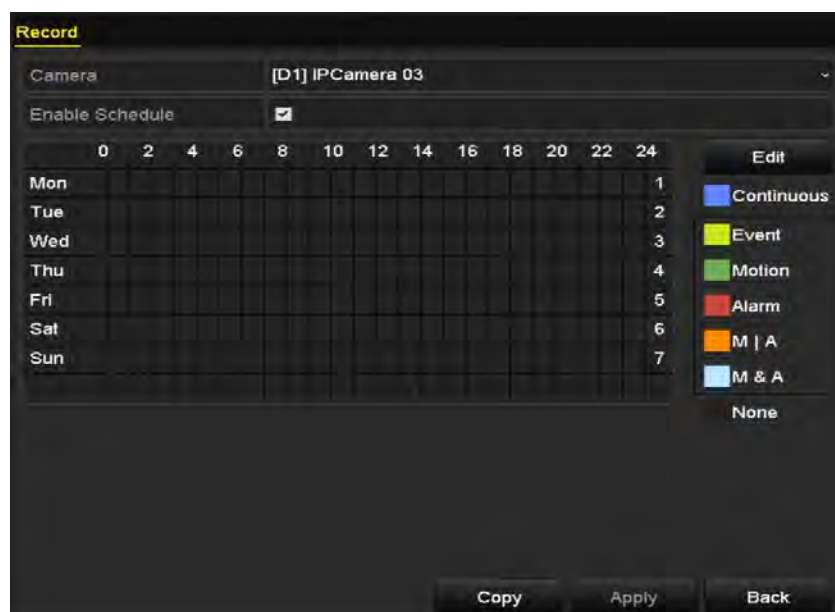 Record
Camera [D1] IPCamera 03
Enable Schedule
0 2 4 6 8 10 12 14 16 18 20 22 24 Edit
Mon 1 Continuous
Tue 2
Wed 3 Event
Thu 4 Motion
Fri 5 Alarm
Sat 6 M | A
Sun 7
M & A
None
Copy Apply Back